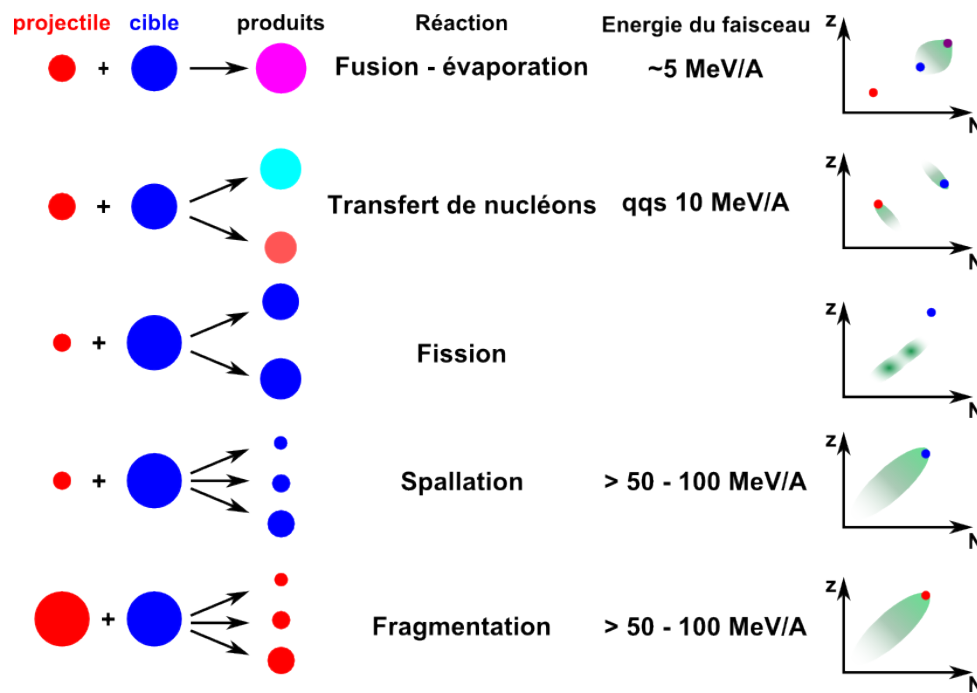 projectile cible produits Réaction Energie du faisceau
+ Fusion - évaporation ~5 MeV/A
Z
N
+ Transfert de nucléons qqs 10 MeV/A
Z
N
+ Fission
Z
N
+ Spallation > 50 - 100 MeV/A
Z
N
+ Fragmentation > 50 - 100 MeV/A
Z
N